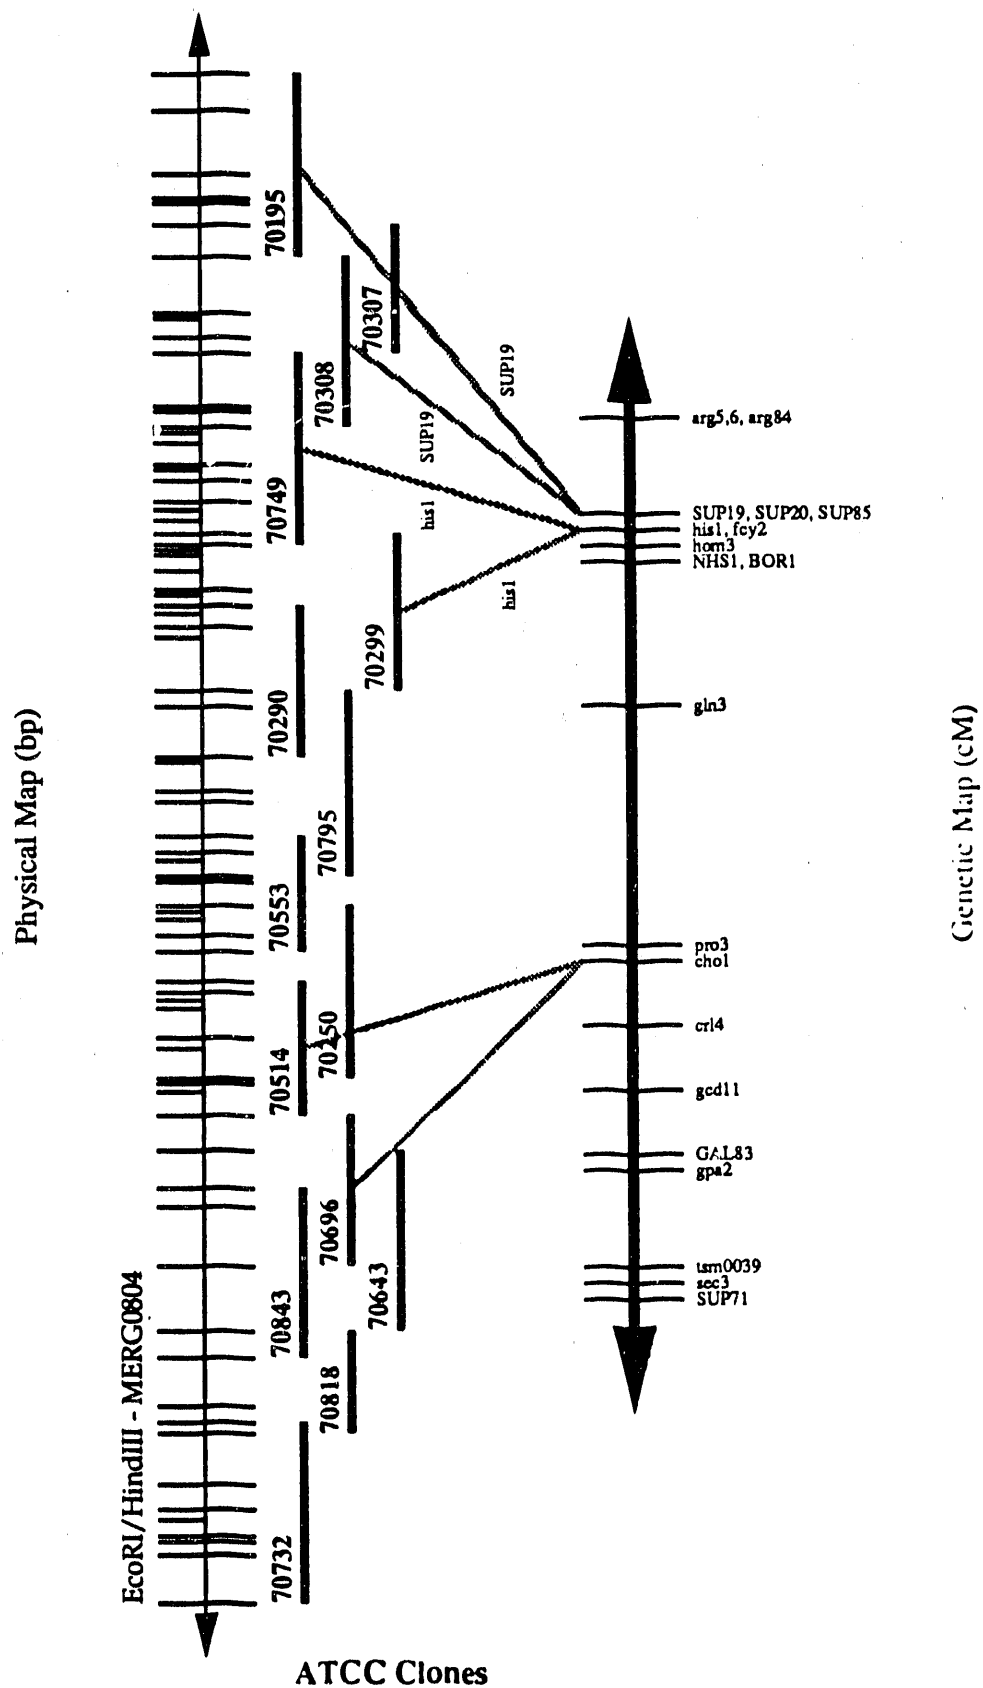 Physical Map (bp)
EcoRI/HindIII - MERG0804
70195
70307
70308
70749
70299
70290
70795
70553
70250
70514
70696
70643
70843
70818
70732
SUP19
SUP19
his1
his1
arg5,6, arg84
SUP19, SUP20, SUP85
his1, fcy2
hom3
NHS1, BOR1
gln3
pro3
cho1
crl4
gcd11
GAL83
gpa2
tsm0039
sec3
SUP71
Genetic Map (cM)
ATCC Clones